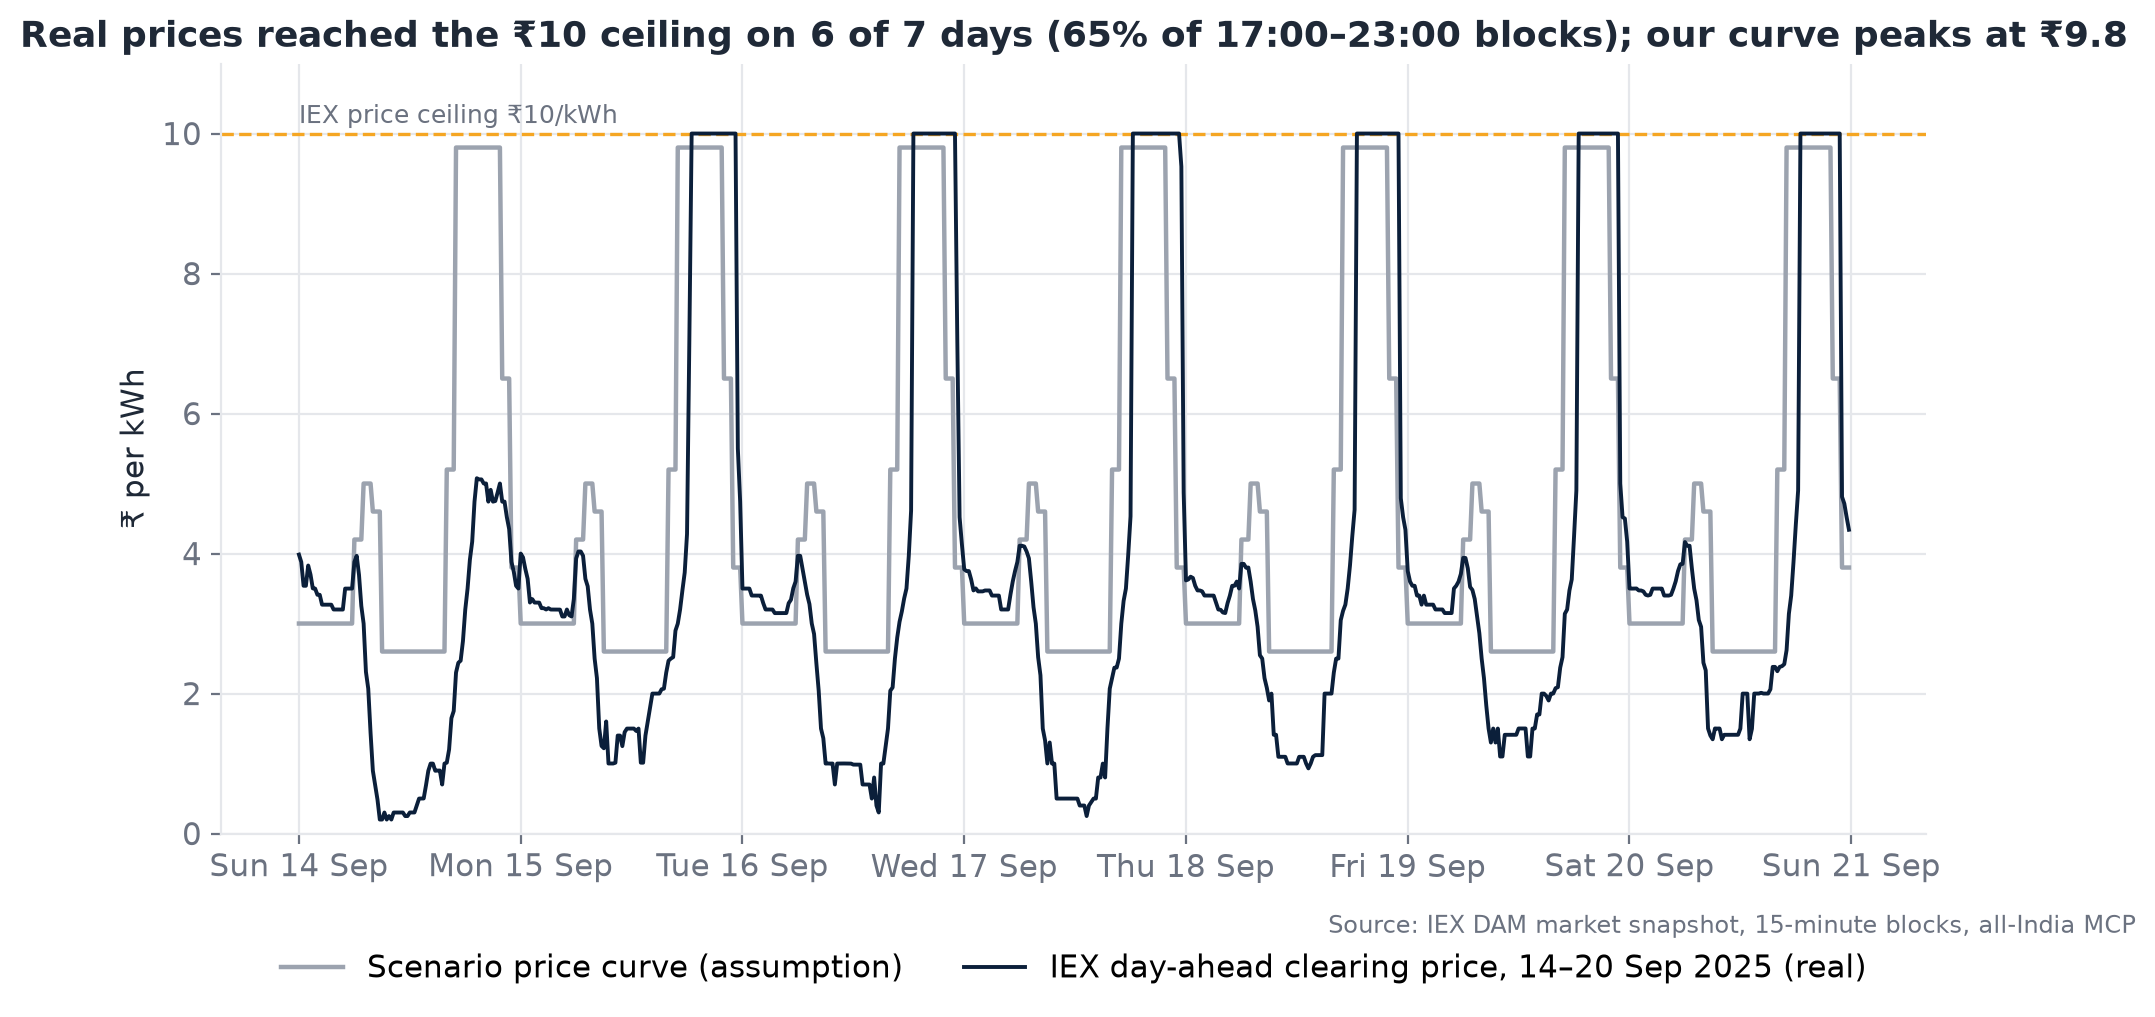 Real prices reached the ₹10 ceiling on 6 of 7 days (65% of 17:00–23:00 blocks); our curve peaks at ₹9.8
IEX price ceiling ₹10/kWh
10
8
6
4
2
0
₹ per kWh
Sun 14 Sep Mon 15 Sep Tue 16 Sep Wed 17 Sep Thu 18 Sep Fri 19 Sep Sat 20 Sep Sun 21 Sep
Source: IEX DAM market snapshot, 15-minute blocks, all-India MCP
Scenario price curve (assumption) IEX day-ahead clearing price, 14–20 Sep 2025 (real)